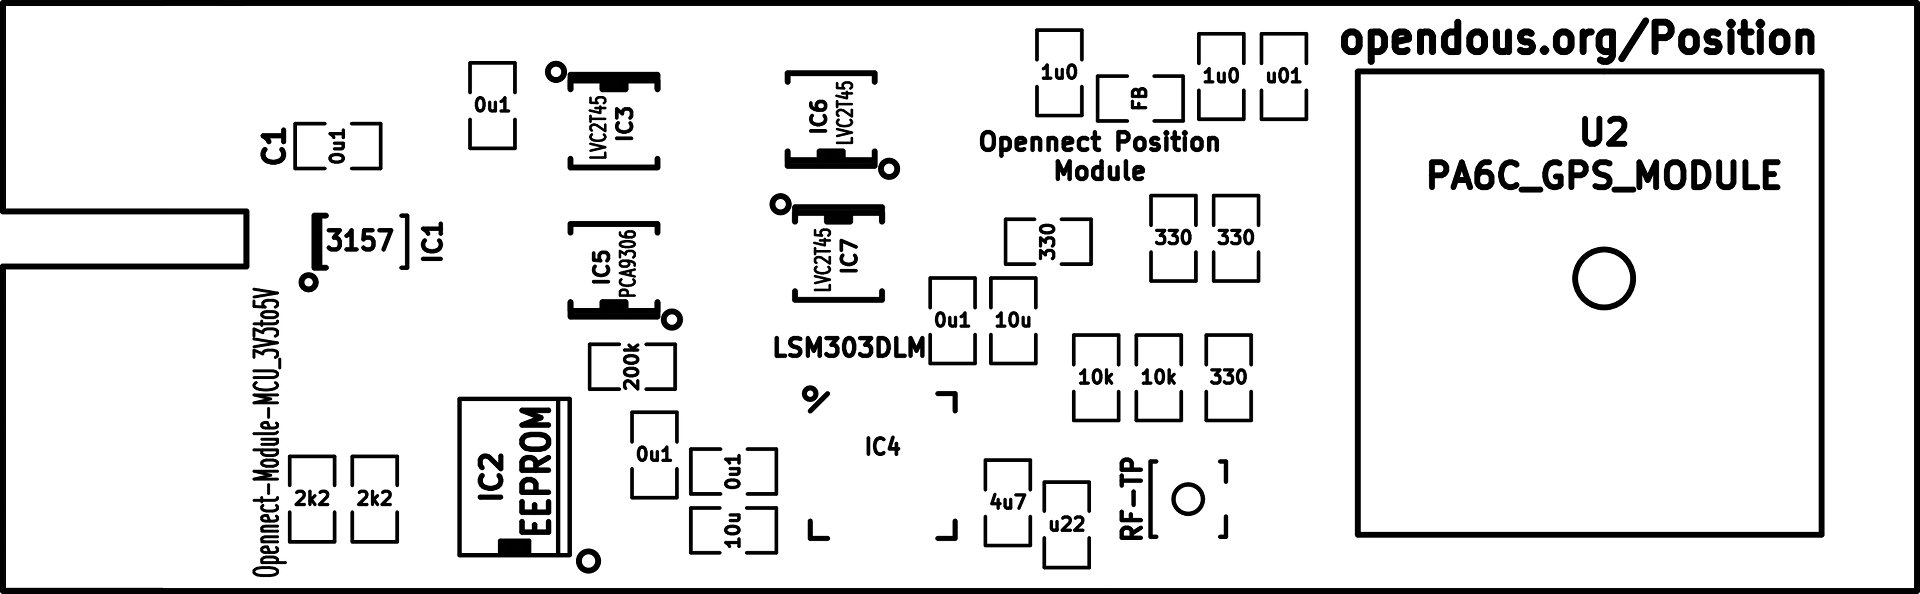 opendous.org/Position
1u0
1u0
u01
FB
0u1
LVC2T45
IC3
IC6
LVC2T45
C1
0u1
Opennect Position
Module
U2
PA6C_GPS_MODULE
3157
IC1
IC5
PCA9306
LVC2T45
IC7
330
330
330
0u1
10u
LSM303DLM
200k
10k
10k
330
Opennect-Module-MCU_3V3to5V
IC2
EEEPROM
0u1
0u1
10u
IC4
2k2
2k2
4u7
u22
RF-TP